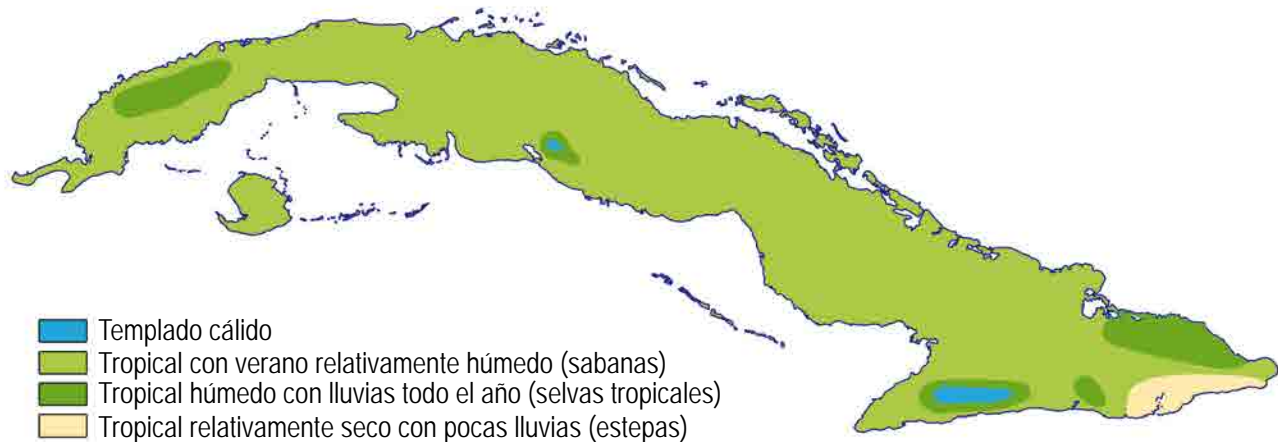 Templado cálido
Tropical con verano relativamente húmedo (sabanas)
Tropical húmedo con lluvias todo el año (selvas tropicales)
Tropical relativamente seco con pocas lluvias (estepas)